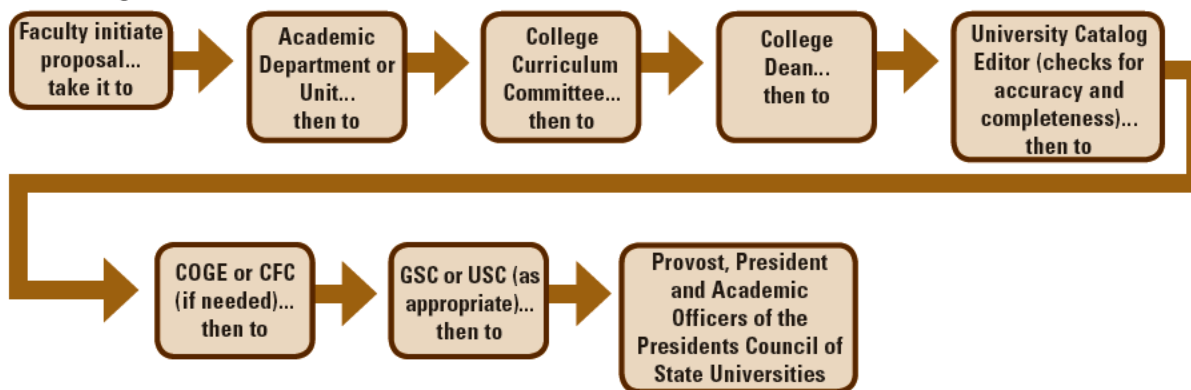 Faculty initiate
proposal...
take it to
Academic
Department or
Unit...
then to
College
Curriculum
Committee...
then to
College
Dean...
then to
University Catalog
Editor (checks for
accuracy and
completeness)...
then to
COGE or CFC
(if needed)...
then to
GSC or USC (as
appropriate)...
then to
Provost, President
and Academic
Officers of the
Presidents Council of
State Universities